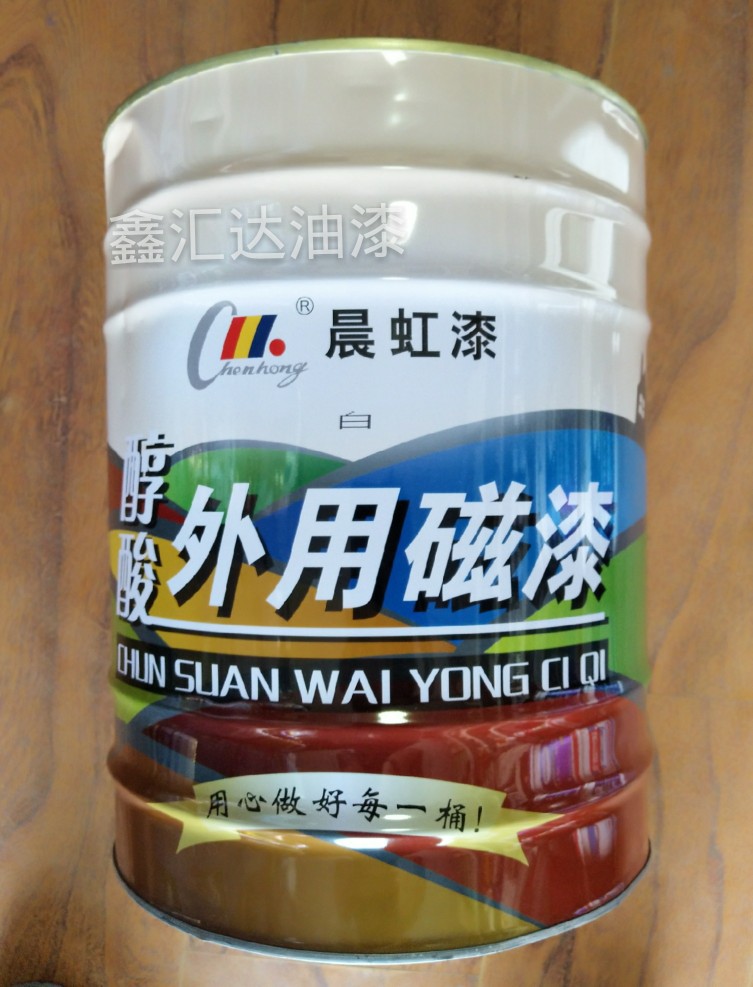 鑫汇达油漆
Chenhong ® 晨虹漆
白
醇酸
外用磁漆
CHUN SUAN WAI YONG CI QI
用心做好每一桶!